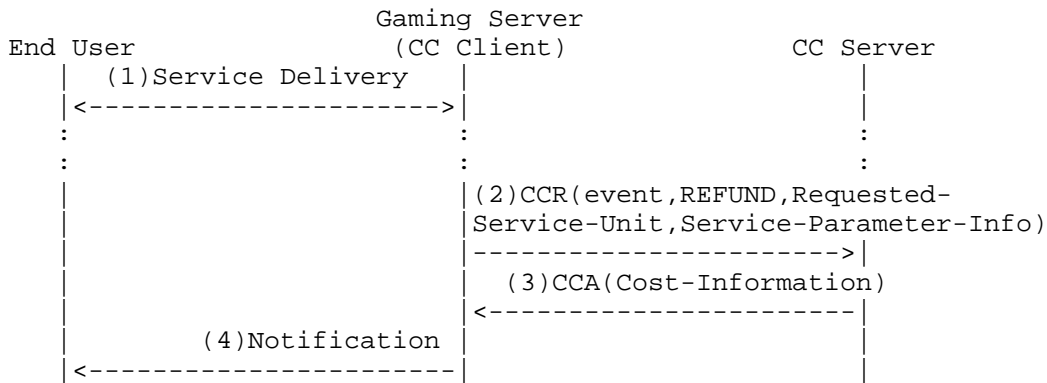 Gaming Server
End User (CC Client) CC Server
(1)Service Delivery
(2)CCR(event,REFUND,Requested-
Service-Unit,Service-Parameter-Info)
(3)CCA(Cost-Information)
(4)Notification